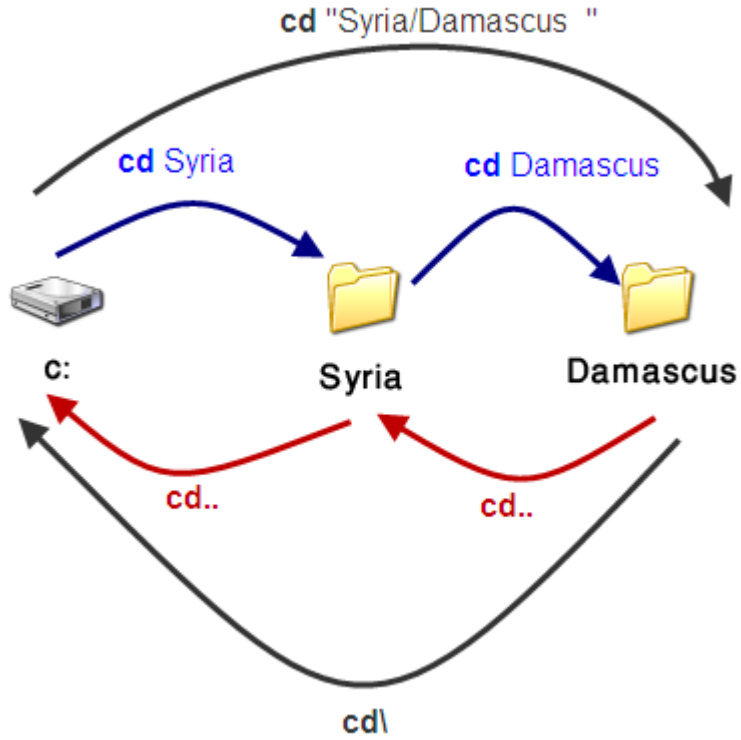 cd "Syria/Damascus  "
cd Syria
cd Damascus
c:
Syria
Damascus
cd..
cd..
cd\